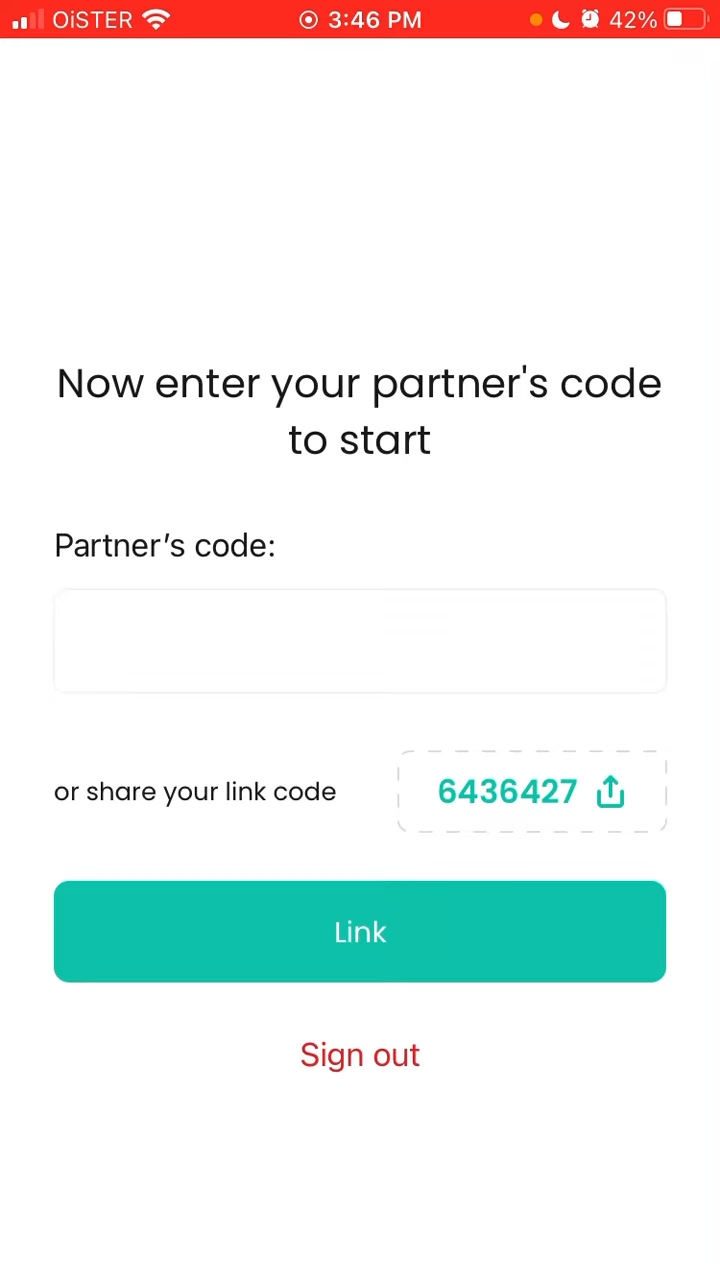 OiSTER 3:46 PM 42%
Now enter your partner's code
to start
Partner’s code:
or share your link code 6436427
Link
Sign out